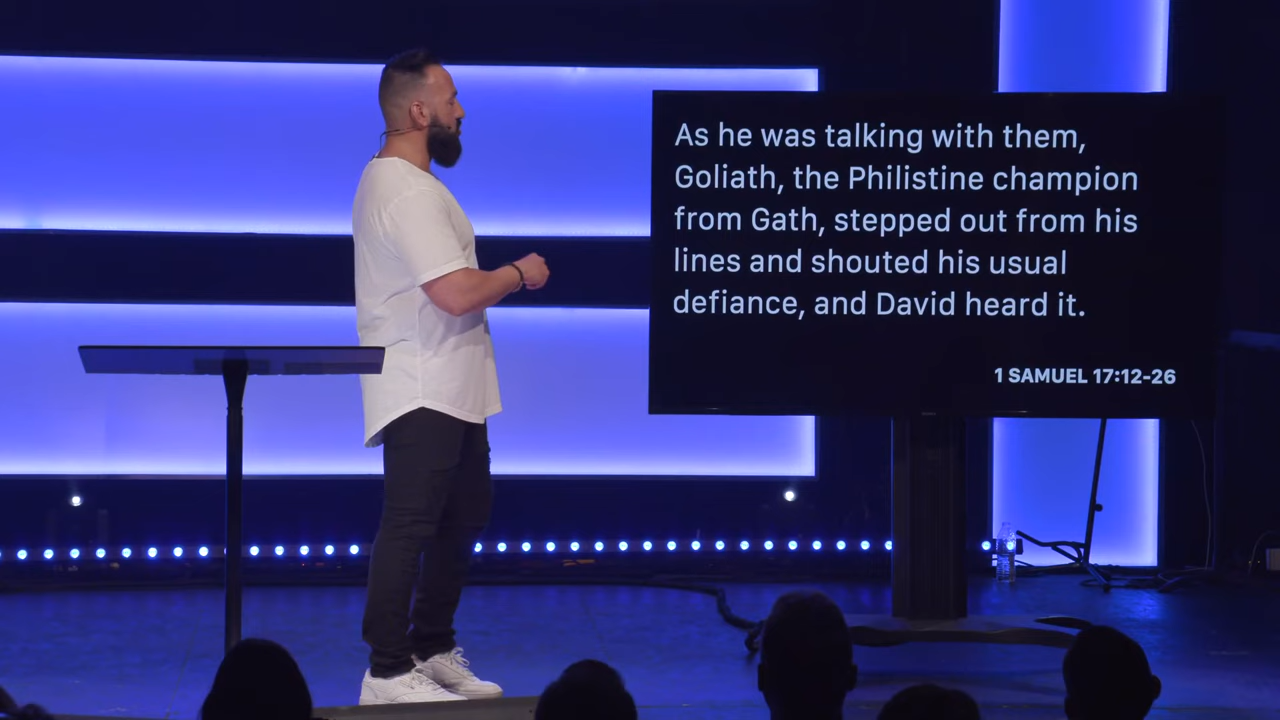 As he was talking with them,
Goliath, the Philistine champion
from Gath, stepped out from his
lines and shouted his usual
defiance, and David heard it.
1 SAMUEL 17:12-26